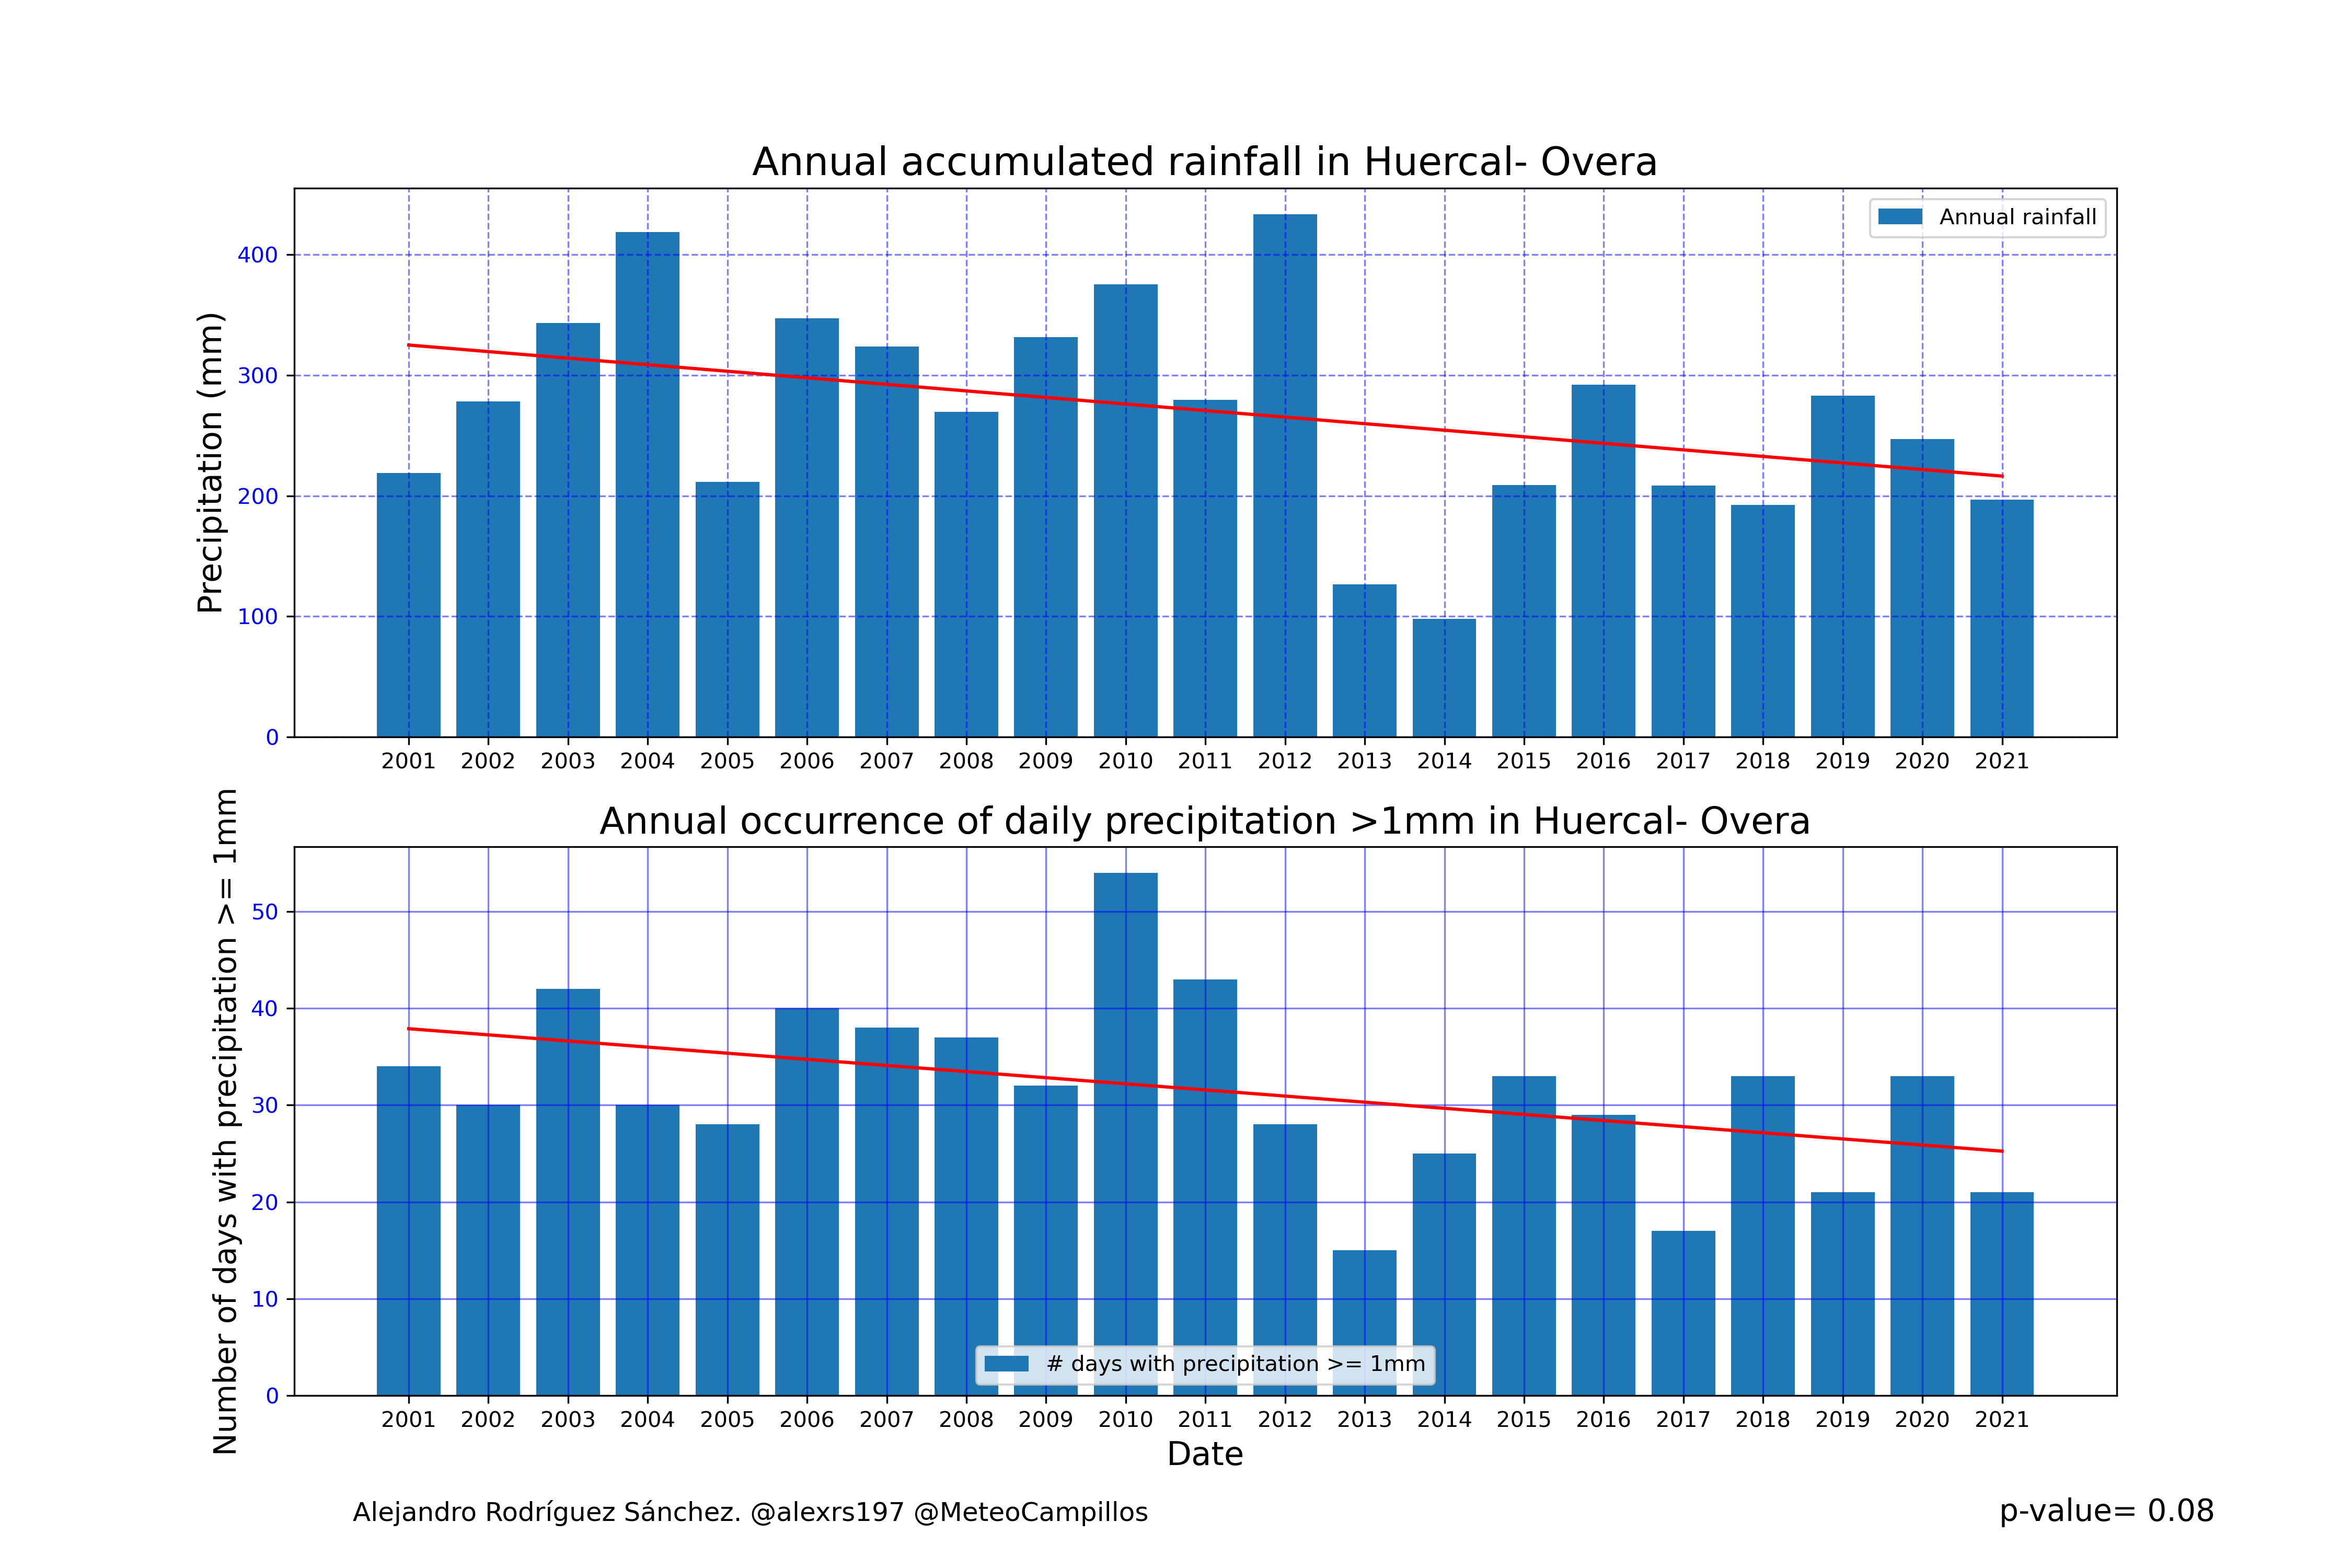 Annual accumulated rainfall in Huercal- Overa
Precipitation (mm)
400
300
200
100
0
Annual rainfall
2001 2002 2003 2004 2005 2006 2007 2008 2009 2010 2011 2012 2013 2014 2015 2016 2017 2018 2019 2020 2021
Annual occurrence of daily precipitation >1mm in Huercal- Overa
Number of days with precipitation >= 1mm
50
40
30
20
10
0
# days with precipitation >= 1mm
2001 2002 2003 2004 2005 2006 2007 2008 2009 2010 2011 2012 2013 2014 2015 2016 2017 2018 2019 2020 2021
Date
Alejandro Rodríguez Sánchez. @alexrs197 @MeteoCampillos
p-value= 0.08